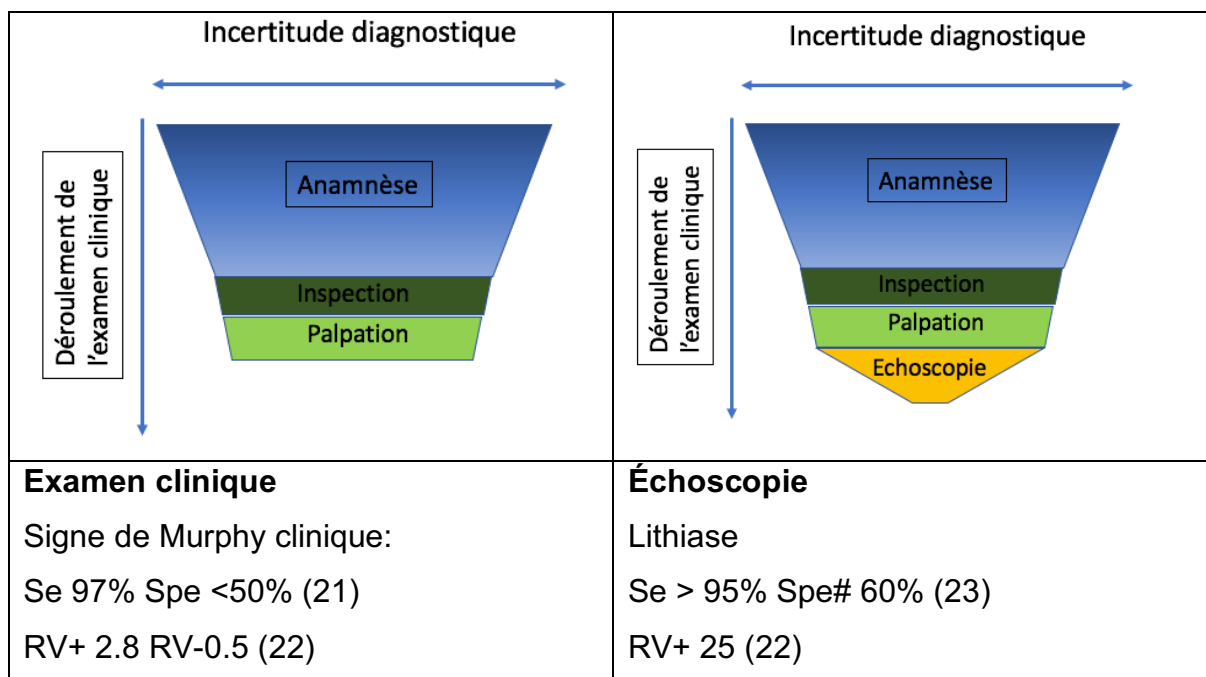 Incertitude diagnostique
Déroulement de
l'examen clinique
Anamnèse
Inspection
Palpation
Incertitude diagnostique
Déroulement de
l'examen clinique
Anamnèse
Inspection
Palpation
Echoscopie
Examen clinique
Signe de Murphy clinique:
Se 97% Spe <50% (21)
RV+ 2.8 RV-0.5 (22)
Échoscopie
Lithiase
Se > 95% Spe# 60% (23)
RV+ 25 (22)